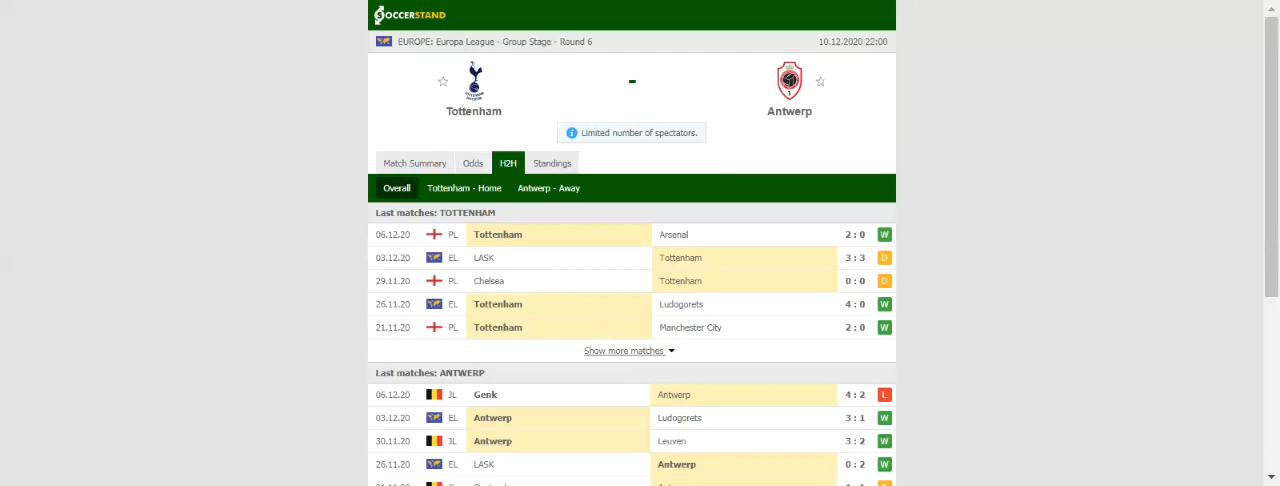 SOCCERSTAND
EUROPE: Europa League - Group Stage - Round 6 10.12.2020 22:00
-
Tottenham Antwerp
Limited number of spectators.
Match Summary Odds H2H Standings
Overall Tottenham - Home Antwerp - Away
Last matches: TOTTENHAM
06.12.20 PL Tottenham Arsenal 2 : 0 W
03.12.20 EL LASK Tottenham 3 : 3 D
29.11.20 PL Chelsea Tottenham 0 : 0 D
26.11.20 EL Tottenham Ludogorets 4 : 0 W
21.11.20 PL Tottenham Manchester City 2 : 0 W
Show more matches
Last matches: ANTWERP
06.12.20 JL Genk Antwerp 4 : 2 L
03.12.20 EL Antwerp Ludogorets 3 : 1 W
30.11.20 JL Antwerp Leuven 3 : 2 W
26.11.20 EL LASK Antwerp 0 : 2 W